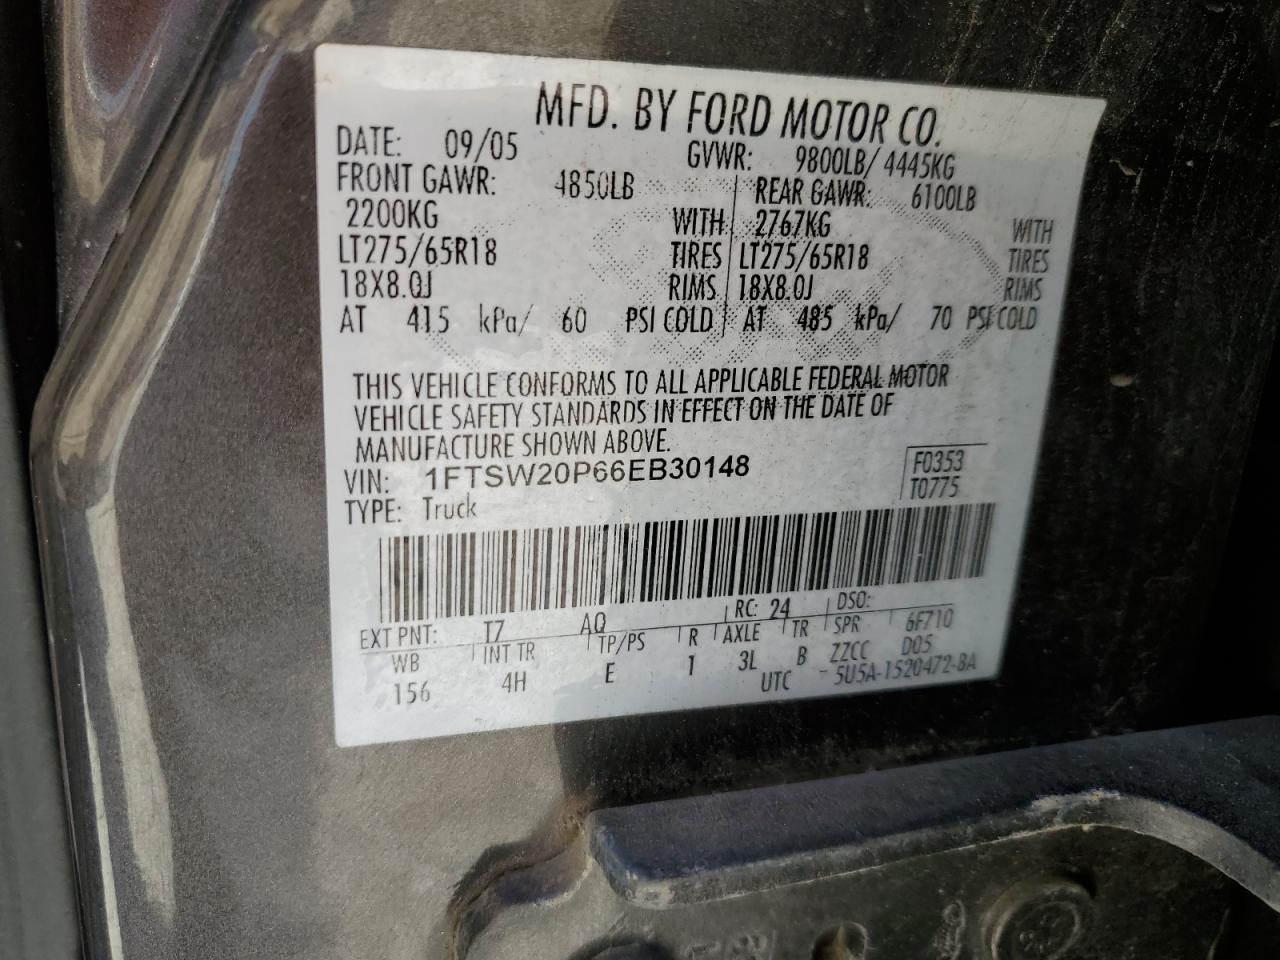 MFD. BY FORD MOTOR CO.
DATE: 09/05 GVWR: 9800LB/ 4445KG
FRONT GAWR: 4850LB REAR GAWR: 6100LB
2200KG WITH 2767KG WITH
LT275/65R18 TIRES LT275/65R18 TIRES
18X8.0J RIMS 18X8.0J RIMS
AT 415 kPa/ 60 PSI COLD AT 485 kPa/ 70 PSI COLD
THIS VEHICLE CONFORMS TO ALL APPLICABLE FEDERAL MOTOR
VEHICLE SAFETY STANDARDS IN EFFECT ON THE DATE OF
MANUFACTURE SHOWN ABOVE.
VIN: 1FTSW20P66EB30148 F0353
TYPE: Truck T0775
EXT PNT: T7 AQ RC: 24 DSO:
WB INT TR TP/PS R AXLE TR SPR 6F710
156 4H E 1 3L B ZZCC D05
UTC 5U5A-1520472-BA